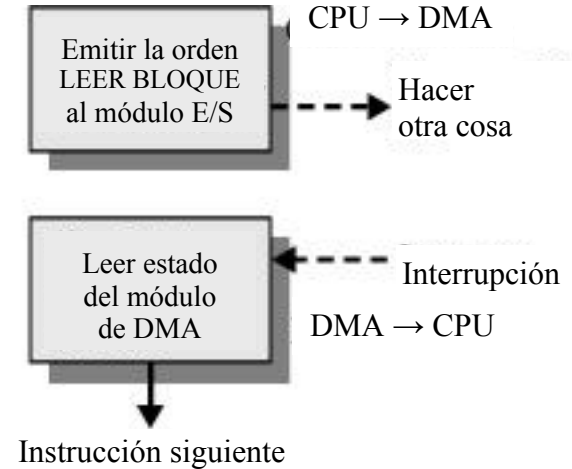 CPU → DMA
Emitir la orden
LEER BLOQUE
al módulo E/S
Hacer
otra cosa
Leer estado
del módulo
de DMA
Interrupción
DMA → CPU
Instrucción siguiente